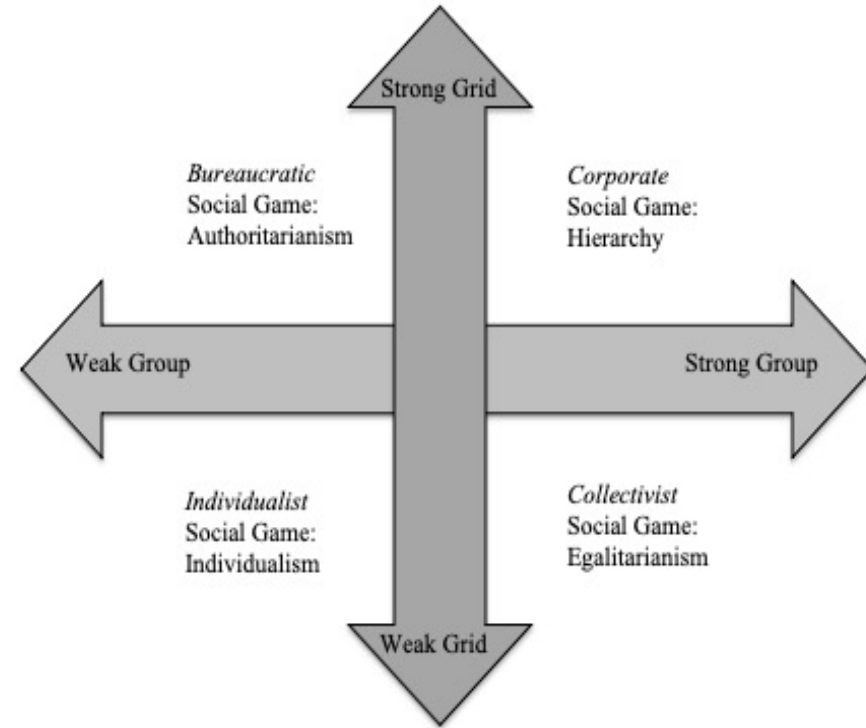 Strong Grid
Bureaucratic
Social Game:
Authoritarianism
Corporate
Social Game:
Hierarchy
Weak Group
Strong Group
Individualist
Social Game:
Individualism
Collectivist
Social Game:
Egalitarianism
Weak Grid